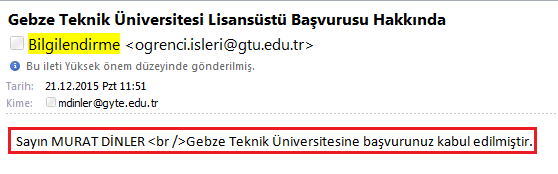 Gebze Teknik Üniversitesi Lisansüstü Başvurusu Hakkında
Bilgilendirme <ogrenci.isleri@gtu.edu.tr>
Bu ileti Yüksek önem düzeyinde gönderilmiş.
Tarih: 21.12.2015 Pzt 11:51
Kime: mdinler@gyte.edu.tr
Sayın MURAT DİNLER <br />Gebze Teknik Üniversitesine başvurunuz kabul edilmiştir.